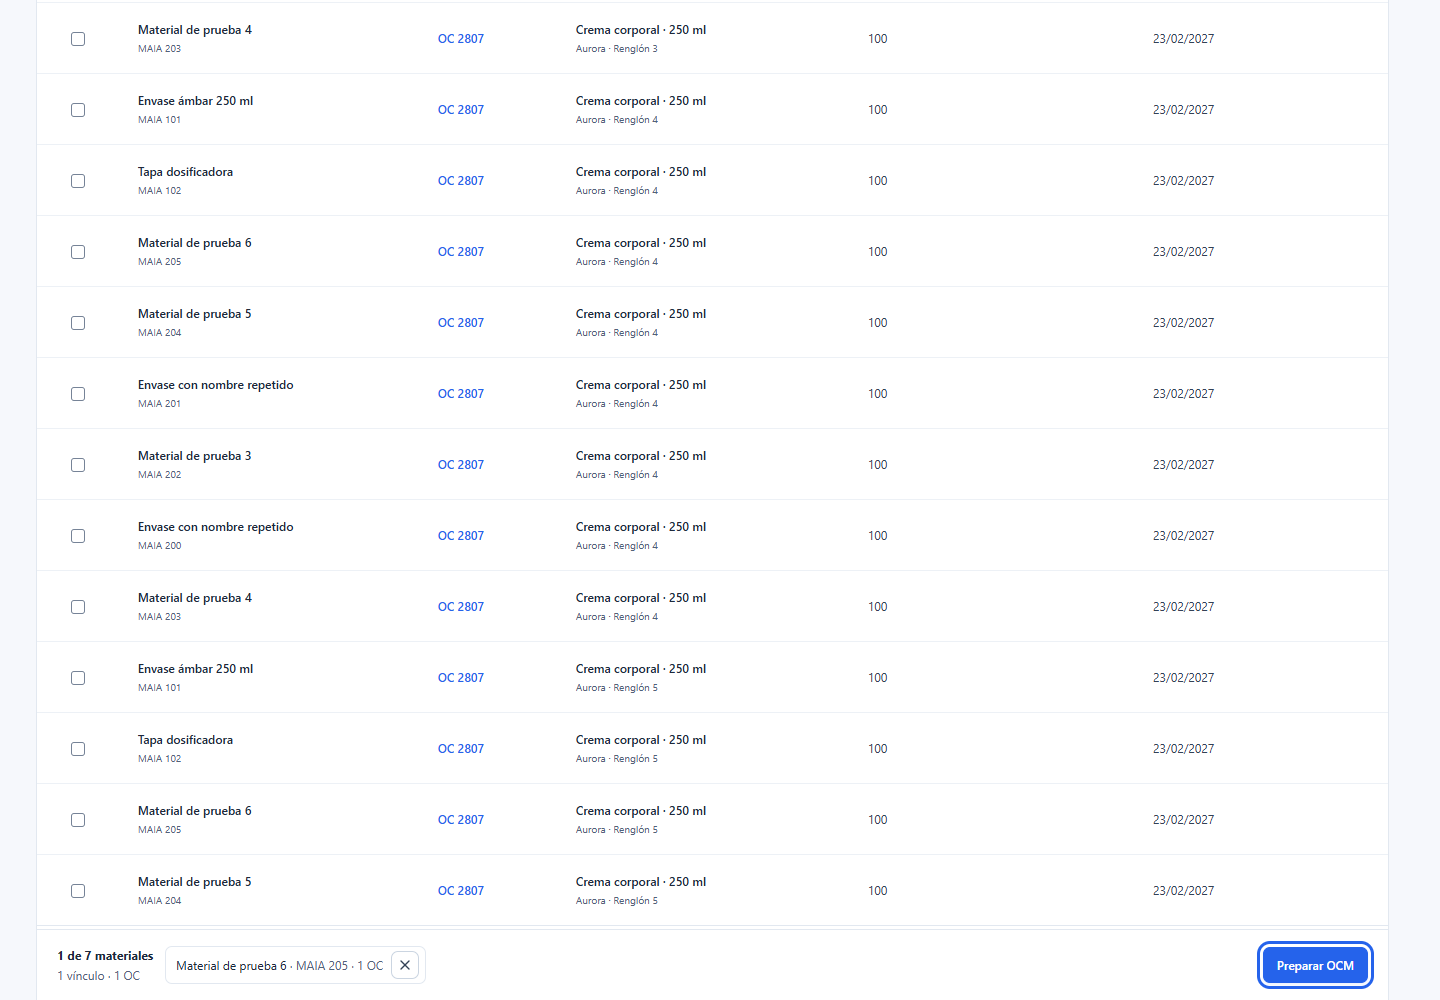 Material de prueba 4
MAIA 203
OC 2807
Crema corporal · 250 ml
Aurora · Renglón 3
100
23/02/2027
Envase ámbar 250 ml
MAIA 101
OC 2807
Crema corporal · 250 ml
Aurora · Renglón 4
100
23/02/2027
Tapa dosificadora
MAIA 102
OC 2807
Crema corporal · 250 ml
Aurora · Renglón 4
100
23/02/2027
Material de prueba 6
MAIA 205
OC 2807
Crema corporal · 250 ml
Aurora · Renglón 4
100
23/02/2027
Material de prueba 5
MAIA 204
OC 2807
Crema corporal · 250 ml
Aurora · Renglón 4
100
23/02/2027
Envase con nombre repetido
MAIA 201
OC 2807
Crema corporal · 250 ml
Aurora · Renglón 4
100
23/02/2027
Material de prueba 3
MAIA 202
OC 2807
Crema corporal · 250 ml
Aurora · Renglón 4
100
23/02/2027
Envase con nombre repetido
MAIA 200
OC 2807
Crema corporal · 250 ml
Aurora · Renglón 4
100
23/02/2027
Material de prueba 4
MAIA 203
OC 2807
Crema corporal · 250 ml
Aurora · Renglón 4
100
23/02/2027
Envase ámbar 250 ml
MAIA 101
OC 2807
Crema corporal · 250 ml
Aurora · Renglón 5
100
23/02/2027
Tapa dosificadora
MAIA 102
OC 2807
Crema corporal · 250 ml
Aurora · Renglón 5
100
23/02/2027
Material de prueba 6
MAIA 205
OC 2807
Crema corporal · 250 ml
Aurora · Renglón 5
100
23/02/2027
Material de prueba 5
MAIA 204
OC 2807
Crema corporal · 250 ml
Aurora · Renglón 5
100
23/02/2027
1 de 7 materiales
1 vínculo · 1 OC
Material de prueba 6 · MAIA 205 · 1 OC
Preparar OCM